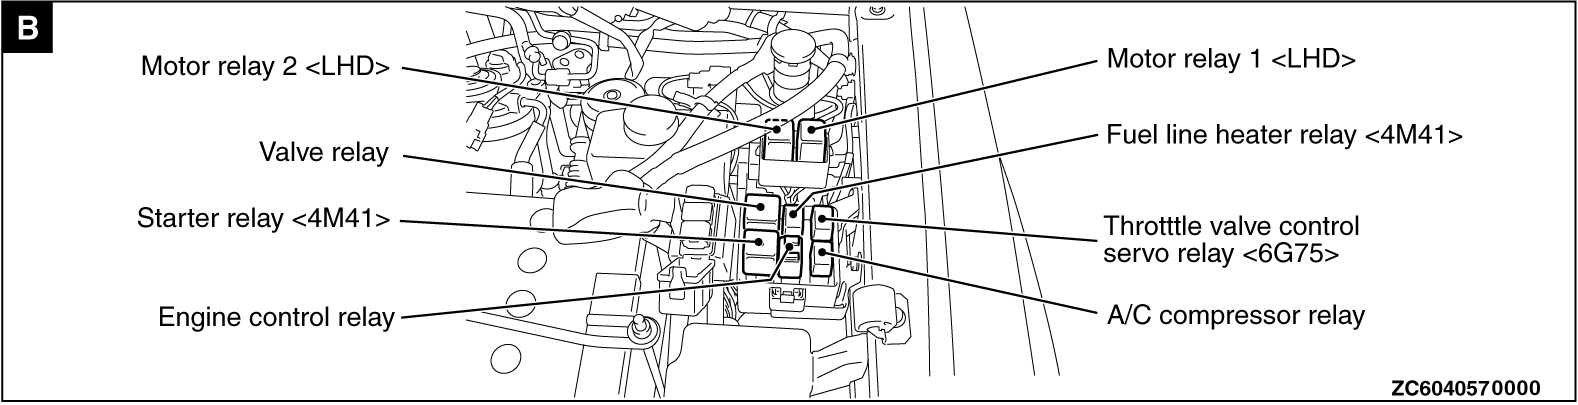 B
Motor relay 2 <LHD>
Valve relay
Starter relay <4M41>
Engine control relay
Motor relay 1 <LHD>
Fuel line heater relay <4M41>
Throtttle valve control
servo relay <6G75>
A/C compressor relay
ZC6040570000